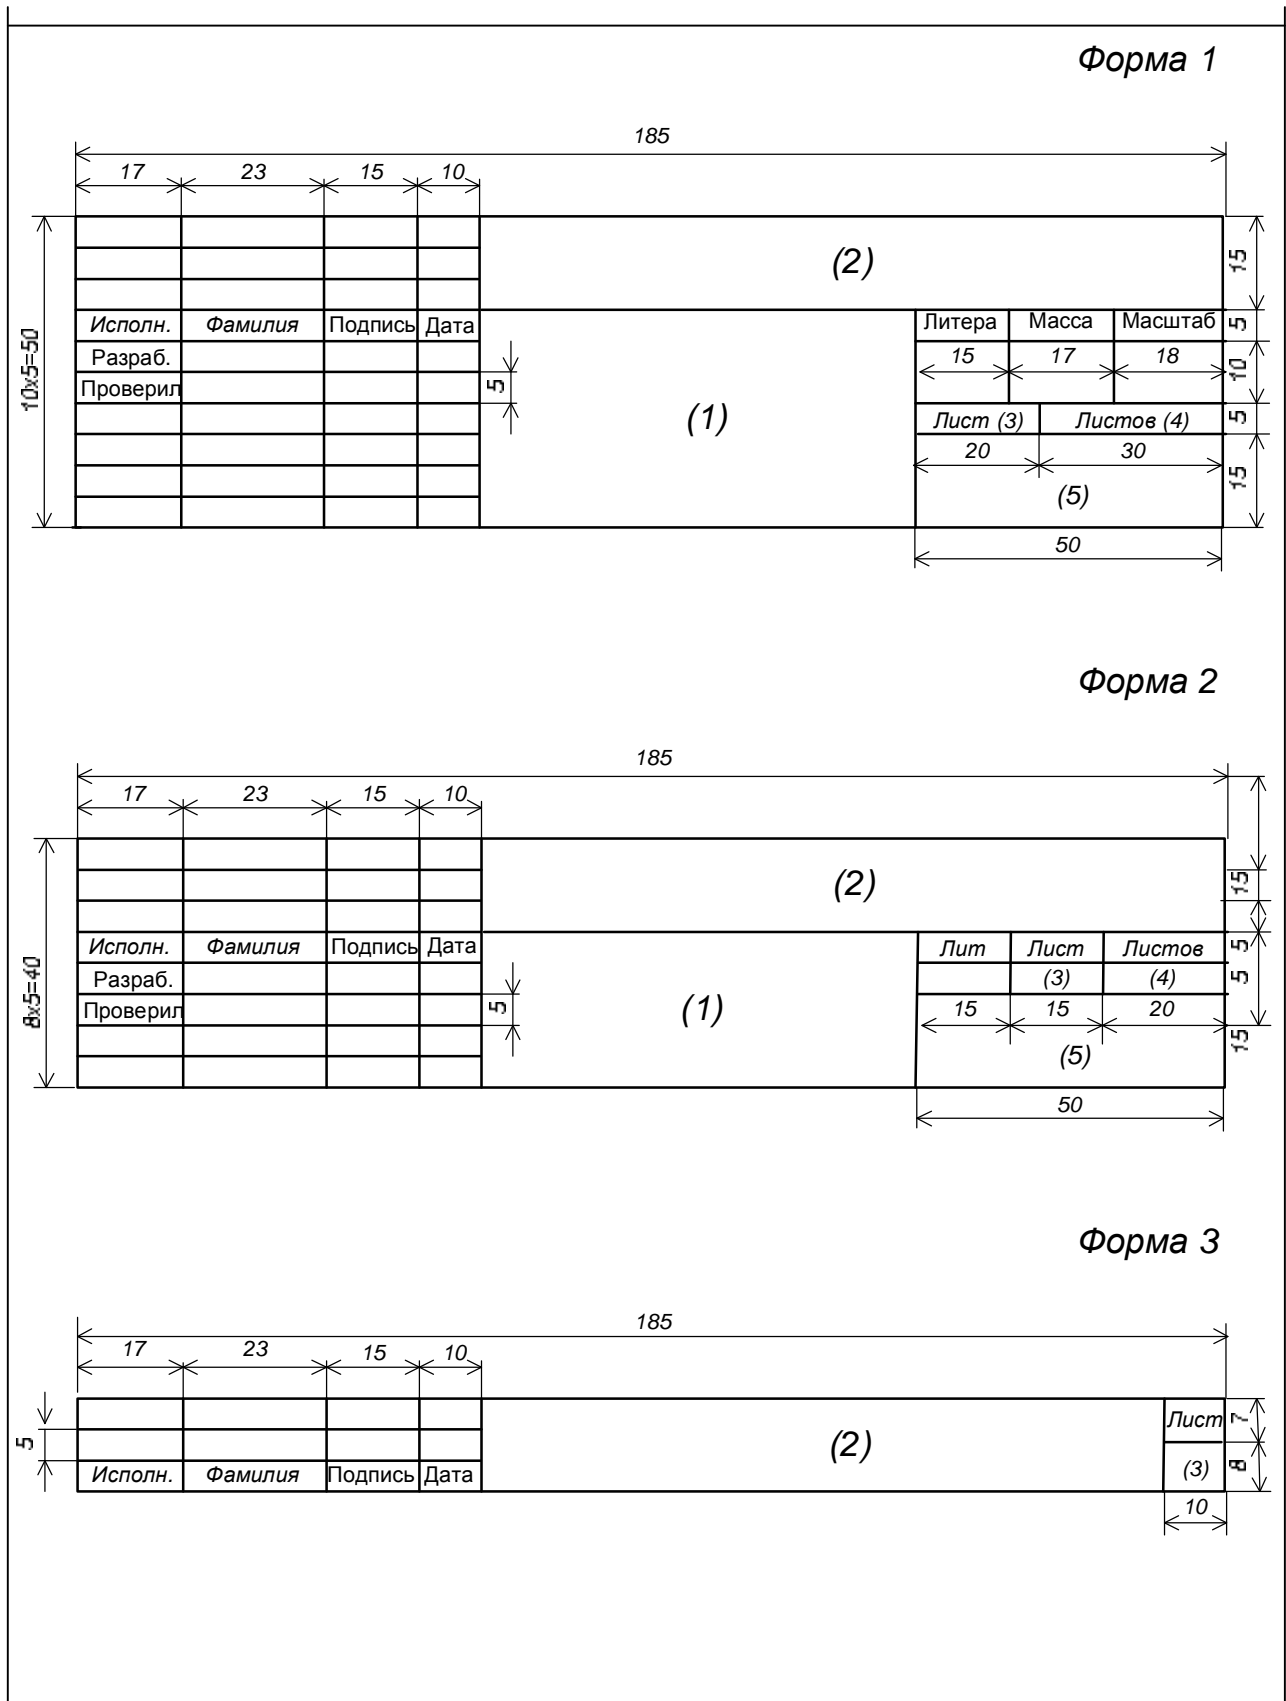 Форма 1
185
17 23 15 10
(2)
15
Исполн. Фамилия Подпись Дата Литера Масса Масштаб 5
Разраб. 15 17 18 10
10x5=50
Проверил 5
(1)
Лист (3) Листов (4) 5
20 30
15
(5)
50
Форма 2
185
17 23 15 10
(2)
15
Исполн. Фамилия Подпись Дата Лит Лист Листов 5
Разраб. (3) (4) 5
8x5=40
Проверил 5 (1) 15 15 20
15
(5)
50
Форма 3
185
17 23 15 10
Лист 7
5
(2)
Исполн. Фамилия Подпись Дата (3) 8
10